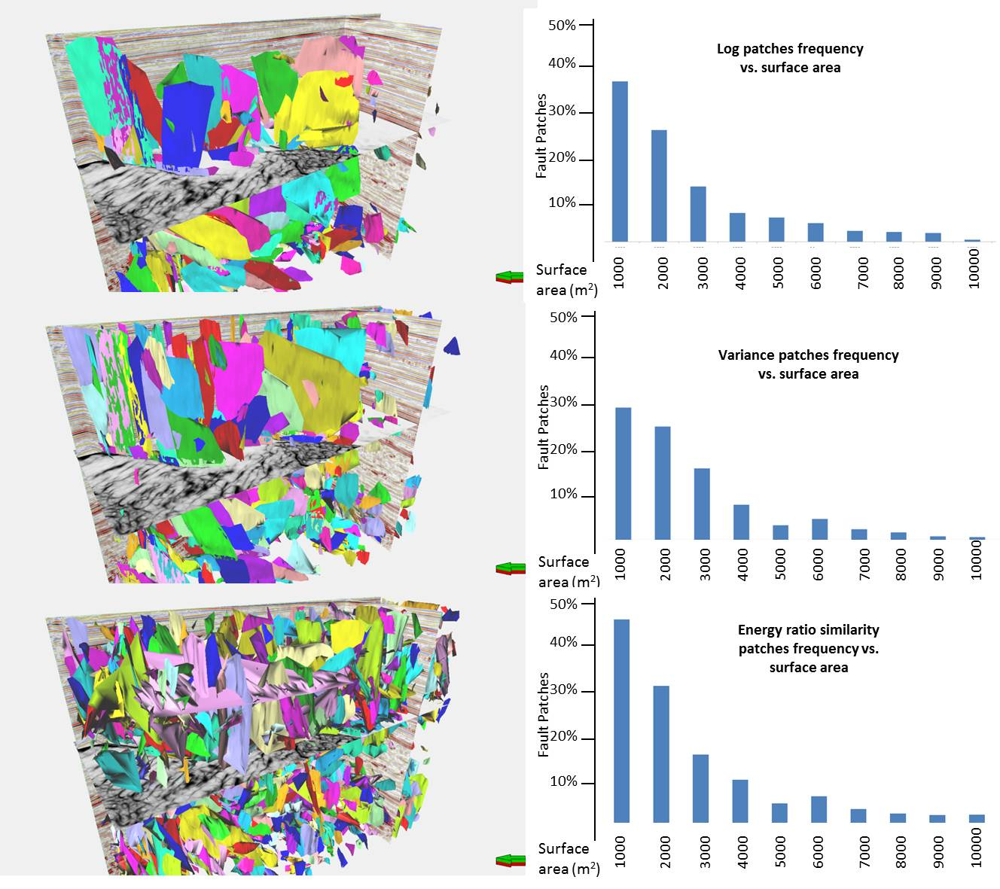 50%
Log patches frequency
vs. surface area
40%
30%
20%
10%
Fault Patches
Surface
area (m²)
1000
2000
3000
4000
5000
6000
7000
8000
9000
10000
50%
Variance patches frequency
vs. surface area
40%
30%
20%
10%
Fault Patches
Surface
area (m²)
1000
2000
3000
4000
5000
6000
7000
8000
9000
10000
50%
Energy ratio similarity
patches frequency vs.
surface area
40%
30%
20%
10%
Fault Patches
Surface
area (m²)
1000
2000
3000
4000
5000
6000
7000
8000
9000
10000